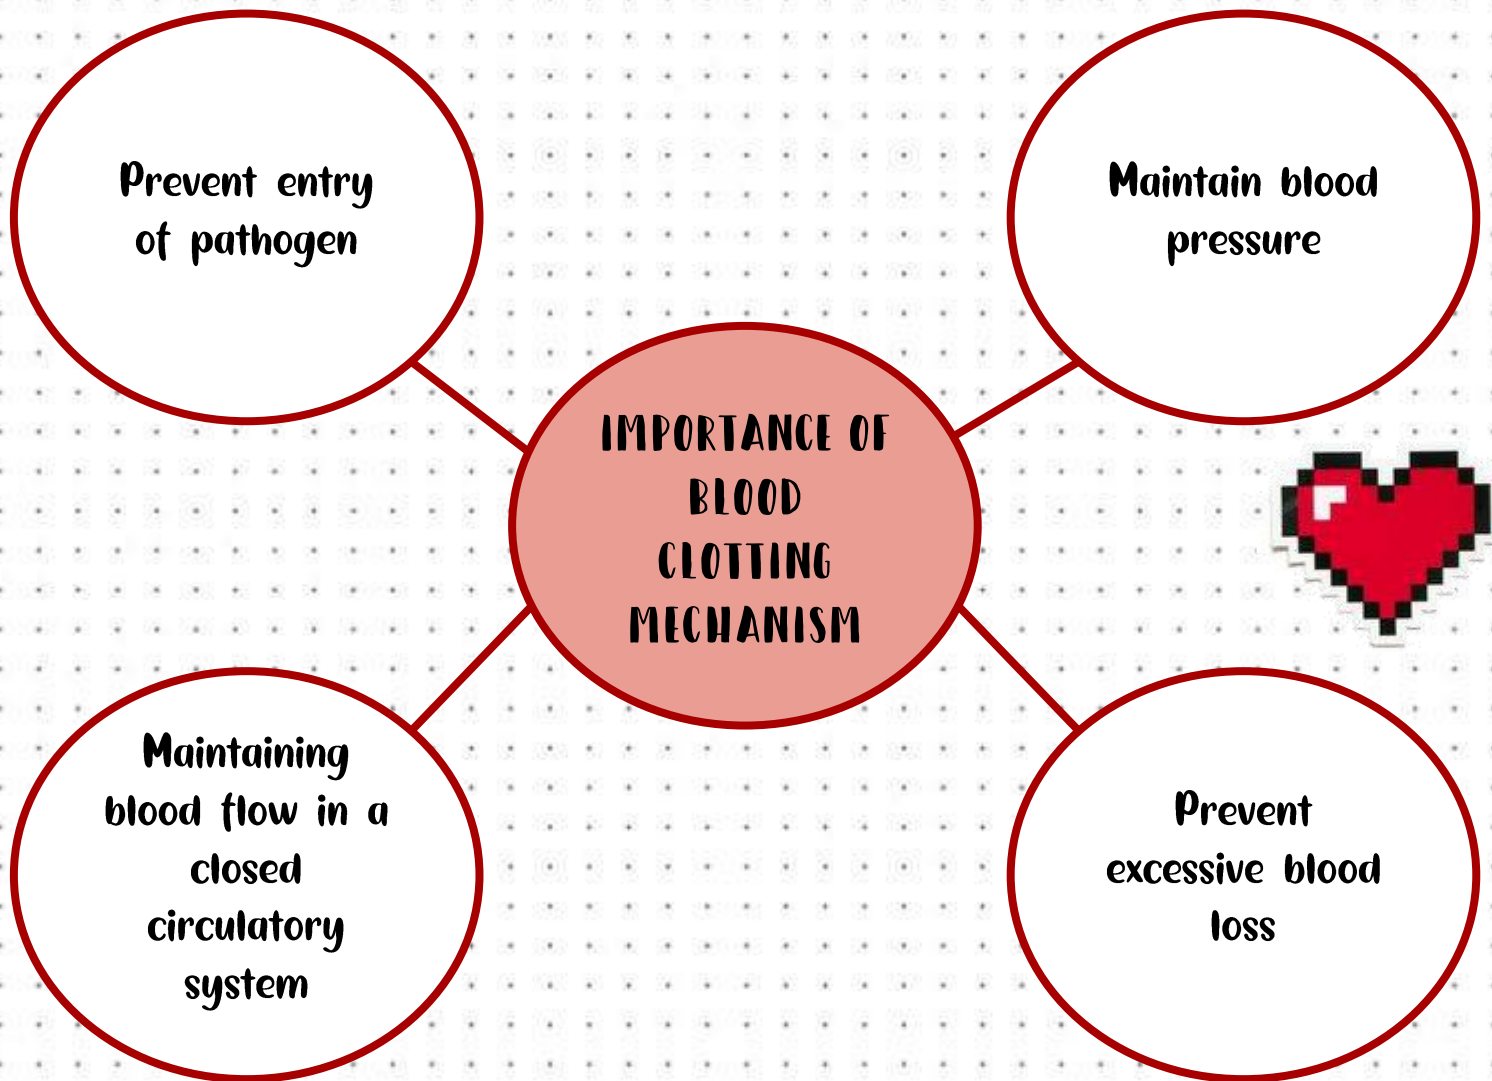 Prevent entry
of pathogen
Maintain blood
pressure
IMPORTANCE OF
BLOOD
CLOTTING
MECHANISM
Maintaining
blood flow in a
closed
circulatory
system
Prevent
excessive blood
loss